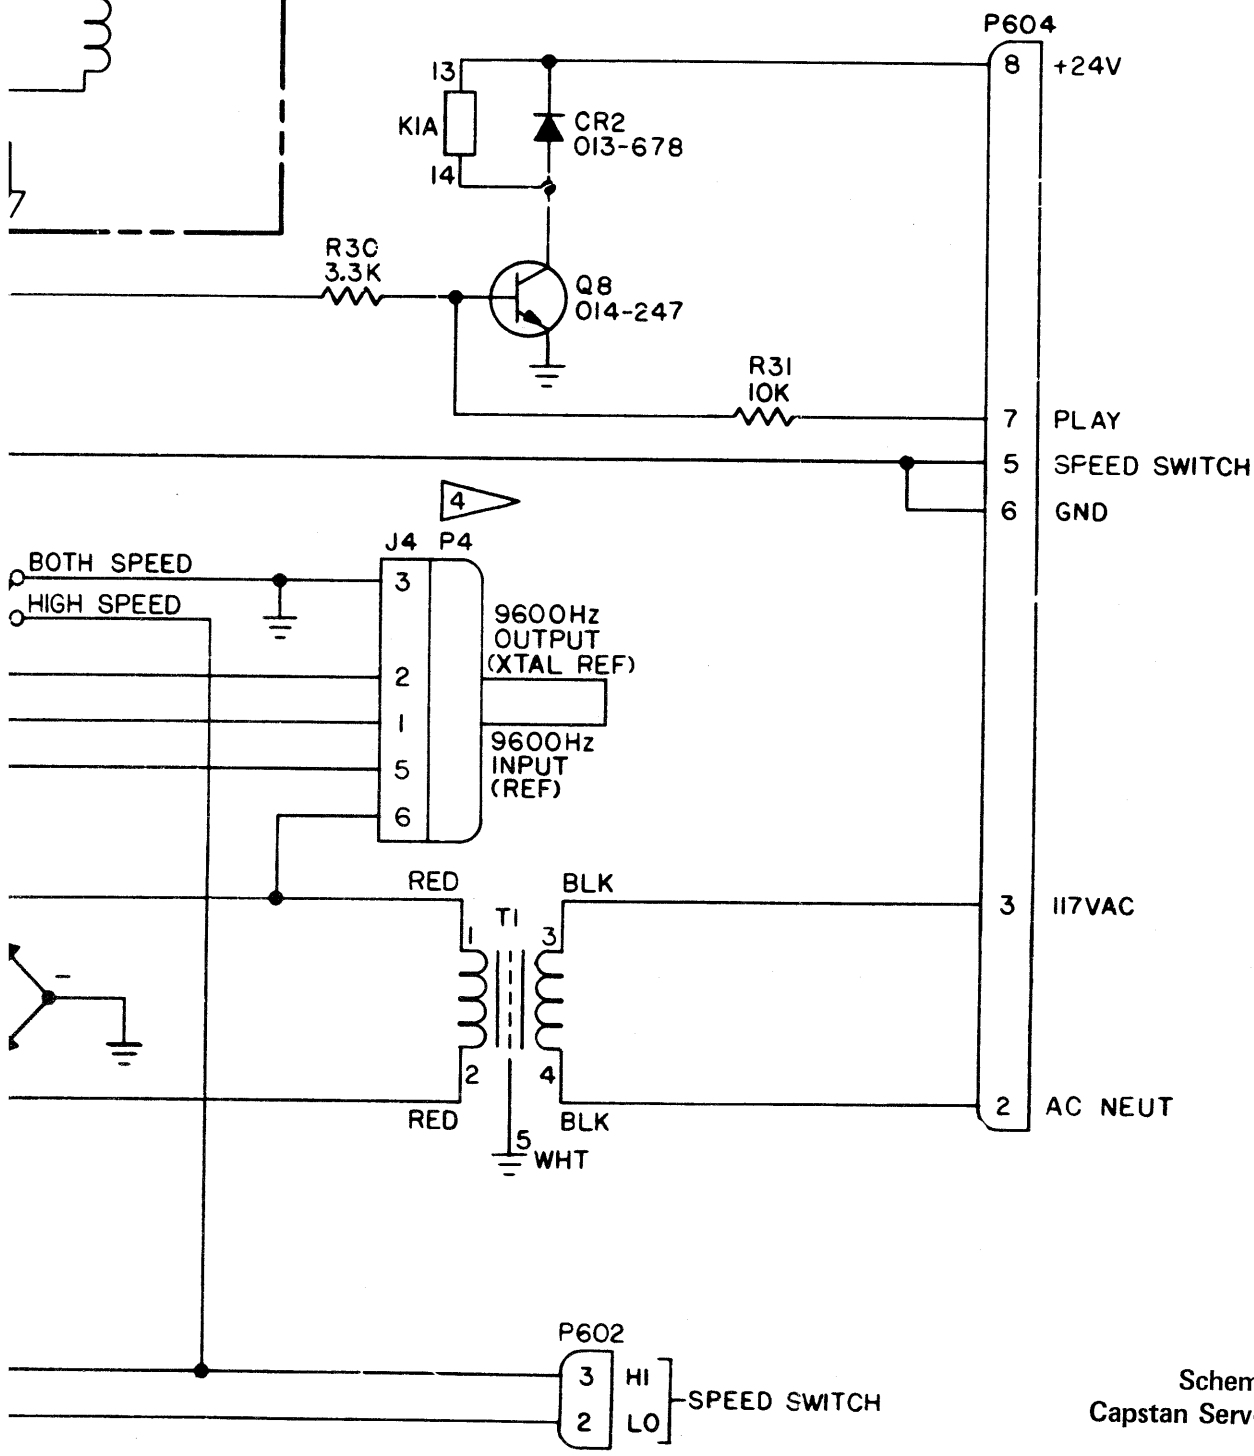 P604
8 +24V
13
K1A
CR2
013-678
14
R30
3.3K
Q8
014-247
R31
10K
7 PLAY
5 SPEED SWITCH
6 GND
4
J4 P4
BOTH SPEED
3
HIGH SPEED
9600Hz
OUTPUT
(XTAL REF)
2
1
9600Hz
INPUT
(REF)
5
6
RED
BLK
T1
3 117VAC
1
3
–
2
4
RED
BLK
2 AC NEUT
5
WHT
P602
3 HI
SPEED SWITCH
2 LO
Schem
Capstan Serv